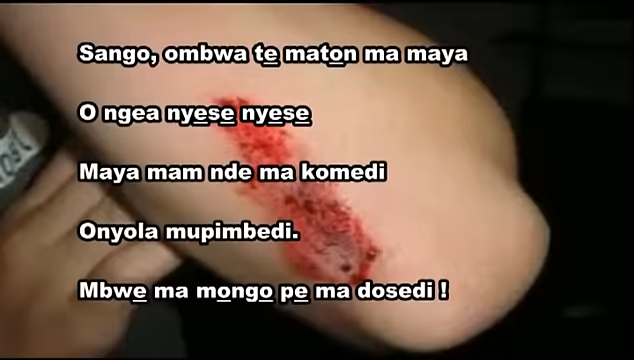 Sango, ombwa te̱ mato̱n ma maya
O ngea nye̱se̱ nye̱se̱
Maya mam nde ma komedi
Onyola mupimbedi.
Mbwe̱ ma mo̱ngo̱ pe̱ ma dosedi !